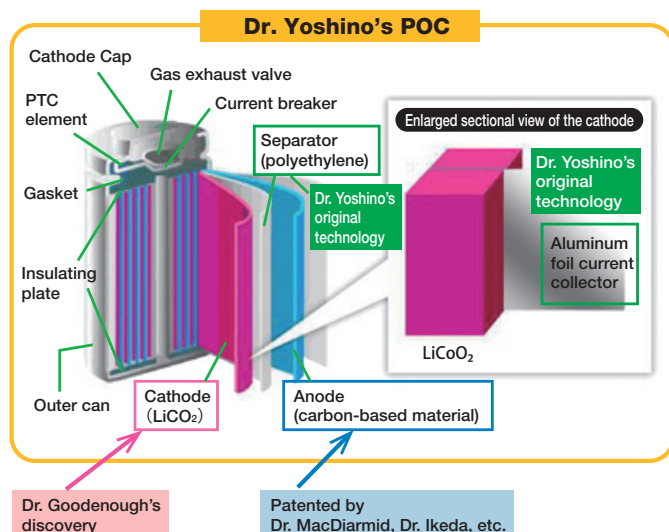 Dr. Yoshino's POC
Cathode Cap
Gas exhaust valve
PTC
element
Current breaker
Gasket
Insulating
plate
Outer can
Separator
(polyethylene)
Dr. Yoshino's
original
technology
Enlarged sectional view of the cathode
Dr. Yoshino's
original
technology
Aluminum
foil current
collector
LiCoO₂
Cathode
(LiCO₂)
Anode
(carbon-based material)
Dr. Goodenough's
discovery
Patented by
Dr. MacDiarmid, Dr. Ikeda, etc.